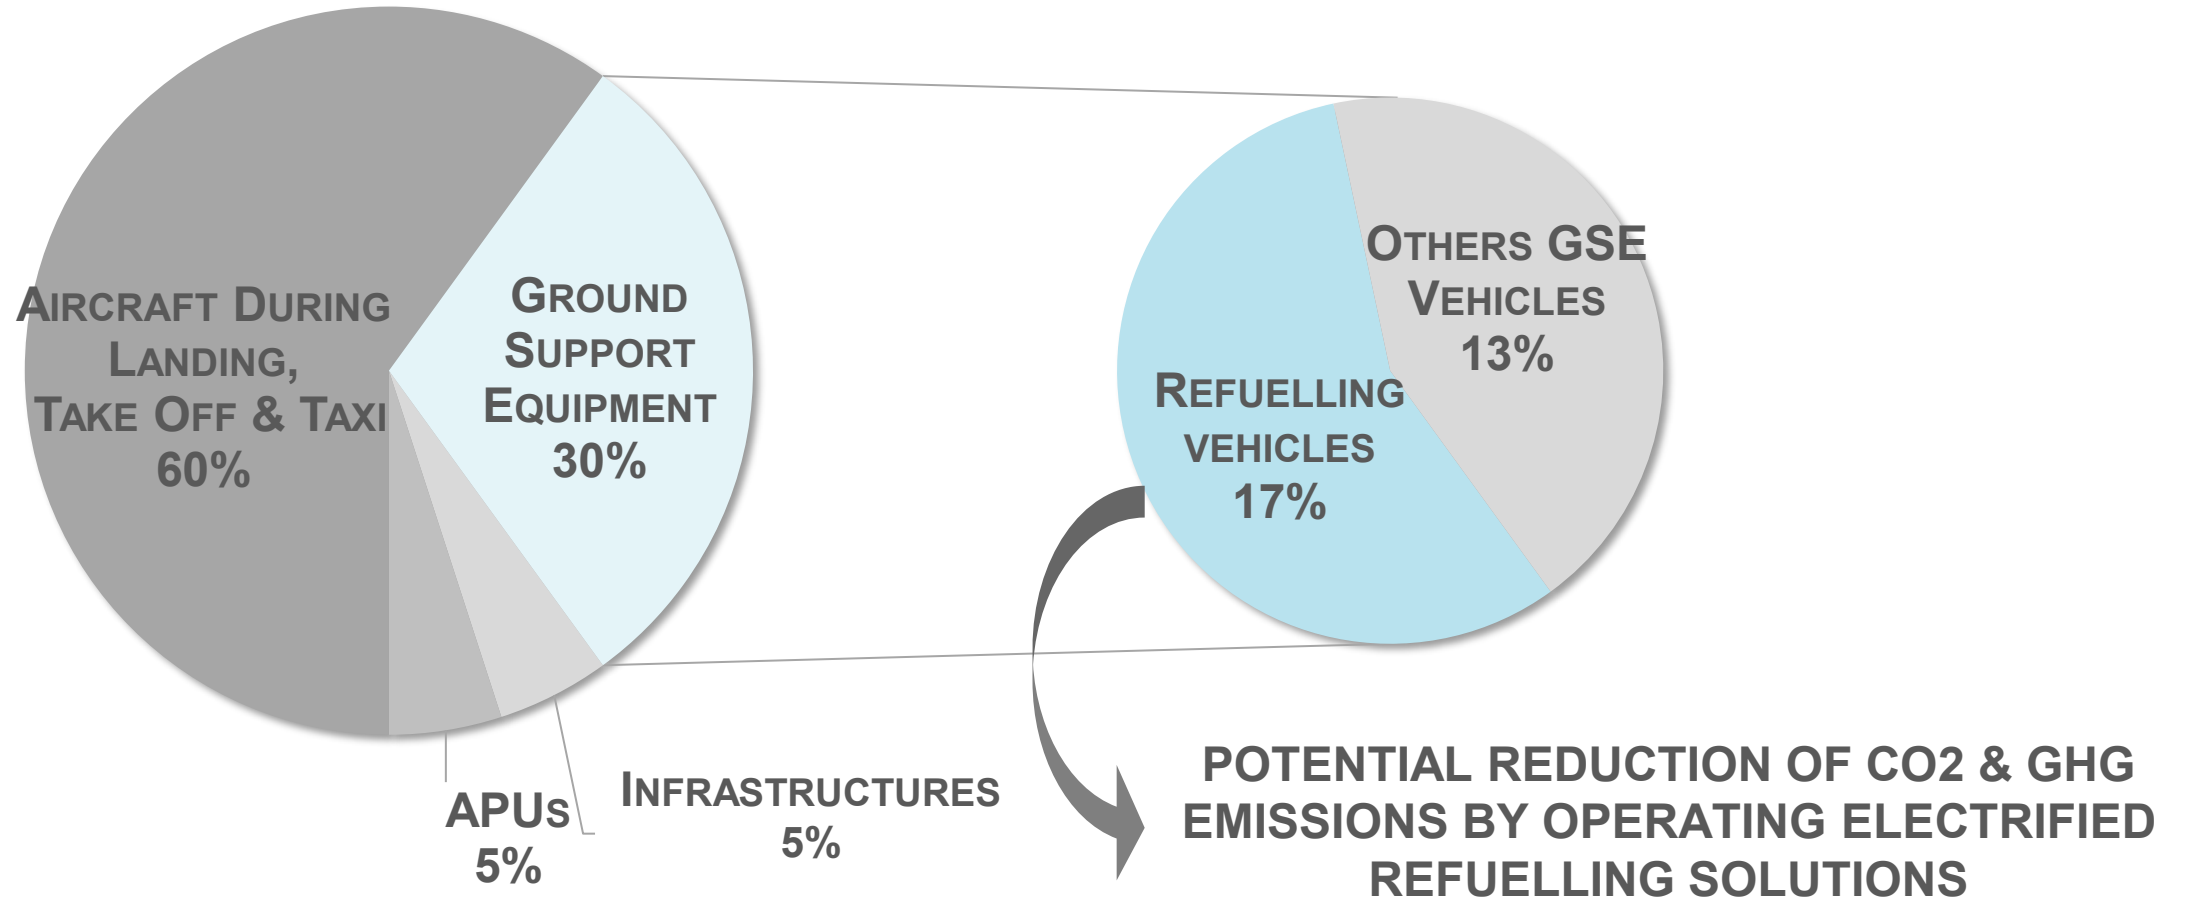 Aircraft During
Landing,
Take Off & Taxi
60%
Ground
Support
Equipment
30%
APUs
5%
Infrastructures
5%
Others GSE
Vehicles
13%
Refuelling
vehicles
17%
POTENTIAL REDUCTION OF CO2 & GHG
EMISSIONS BY OPERATING ELECTRIFIED
REFUELLING SOLUTIONS